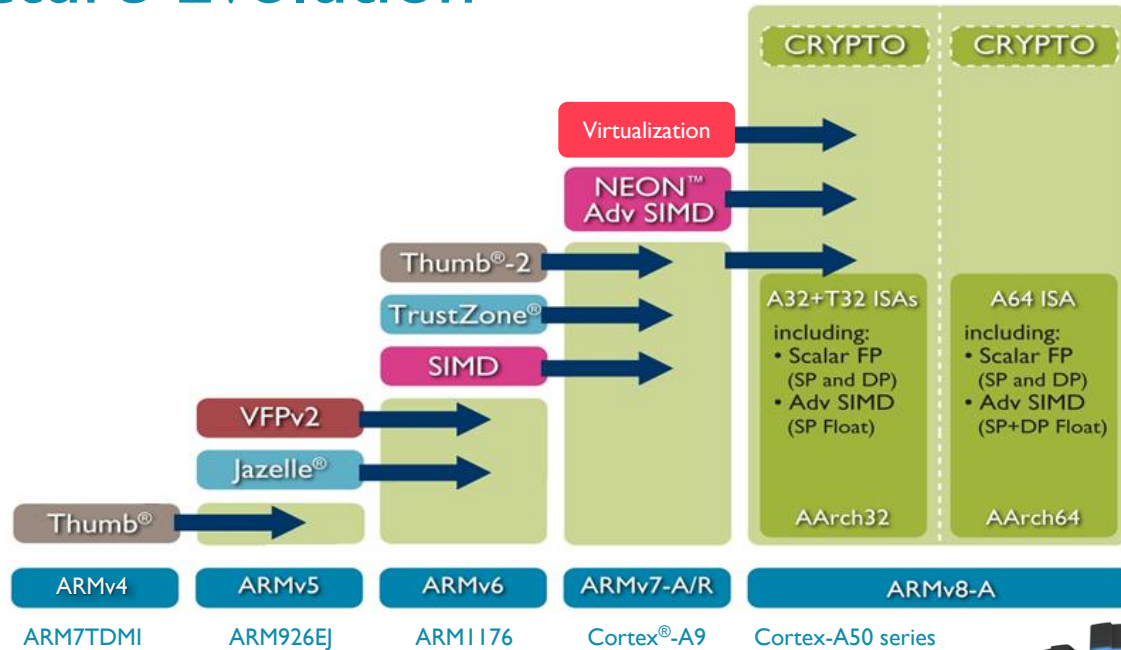 CRYPTO
CRYPTO
Virtualization
NEON™
Adv SIMD
Thumb®-2
TrustZone®
SIMD
VFPv2
Jazelle®
Thumb®
A32+T32 ISAs
including:
• Scalar FP
(SP and DP)
• Adv SIMD
(SP Float)
AArch32
A64 ISA
including:
• Scalar FP
(SP and DP)
• Adv SIMD
(SP+DP Float)
AArch64
ARMv4
ARMv5
ARMv6
ARMv7-A/R
ARMv8-A
ARM7TDMI
ARM926EJ
ARM1176
Cortex®-A9
Cortex-A50 series